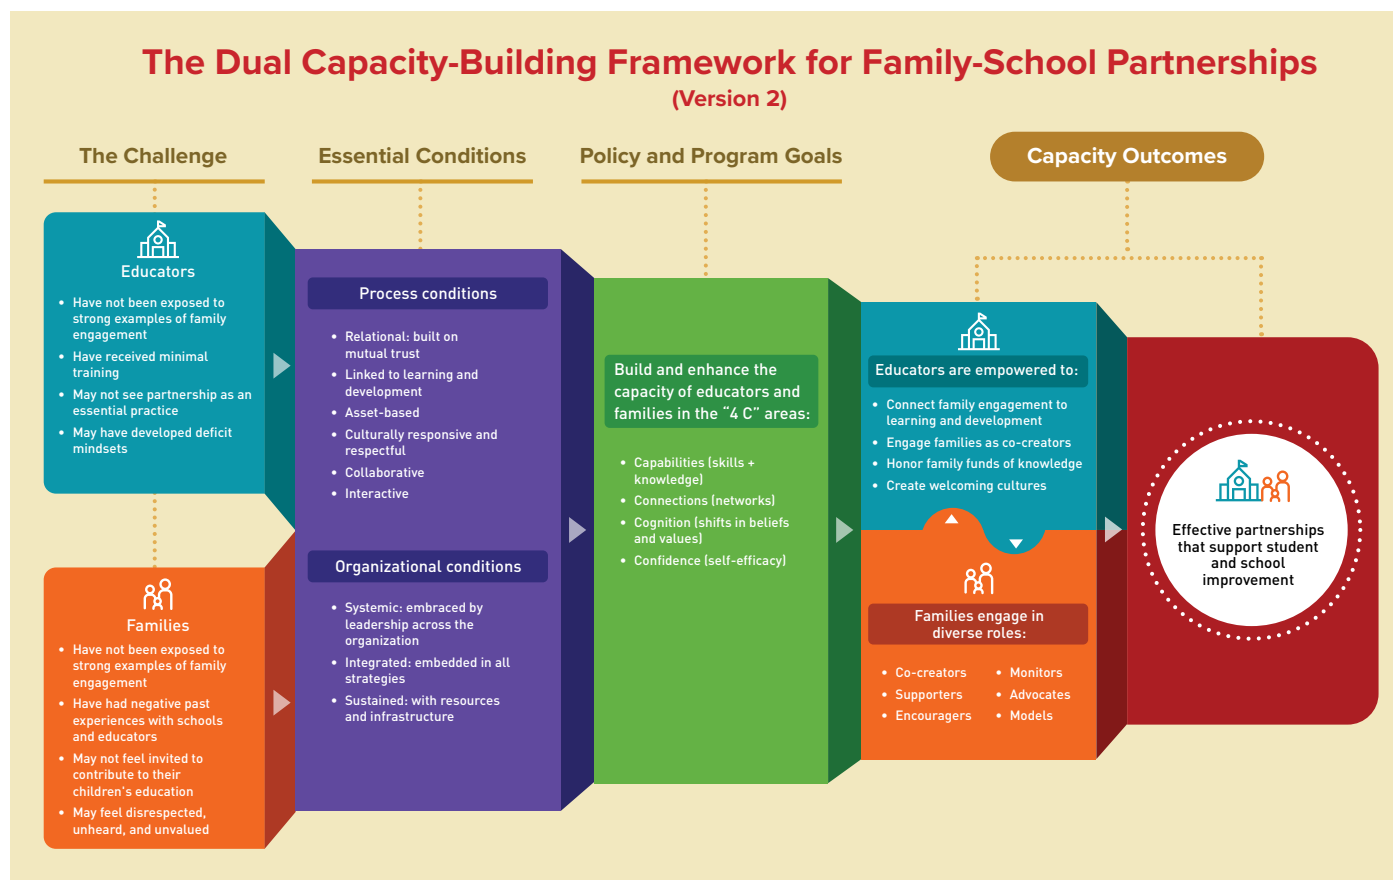 The Dual Capacity-Building Framework for Family-School Partnerships
(Version 2)
The Challenge
Essential Conditions
Policy and Program Goals
Capacity Outcomes
Educators
• Have not been exposed to
strong examples of family
engagement
• Have received minimal
training
• May not see partnership as an
essential practice
• May have developed deficit
mindsets
Families
• Have not been exposed to
strong examples of family
engagement
• Have had negative past
experiences with schools
and educators
• May not feel invited to
contribute to their
children's education
• May feel disrespected,
unheard, and unvalued
Process conditions
• Relational: built on
mutual trust
• Linked to learning and
development
• Asset-based
• Culturally responsive and
respectful
• Collaborative
• Interactive
Organizational conditions
• Systemic: embraced by
leadership across the
organization
• Integrated: embedded in all
strategies
• Sustained: with resources
and infrastructure
Build and enhance the
capacity of educators and
families in the "4 C" areas:
• Capabilities (skills +
knowledge)
• Connections (networks)
• Cognition (shifts in beliefs
and values)
• Confidence (self-efficacy)
Educators are empowered to:
• Connect family engagement to
learning and development
• Engage families as co-creators
• Honor family funds of knowledge
• Create welcoming cultures
Families engage in
diverse roles:
• Co-creators
• Supporters
• Encouragers
• Monitors
• Advocates
• Models
Effective partnerships
that support student
and school
improvement